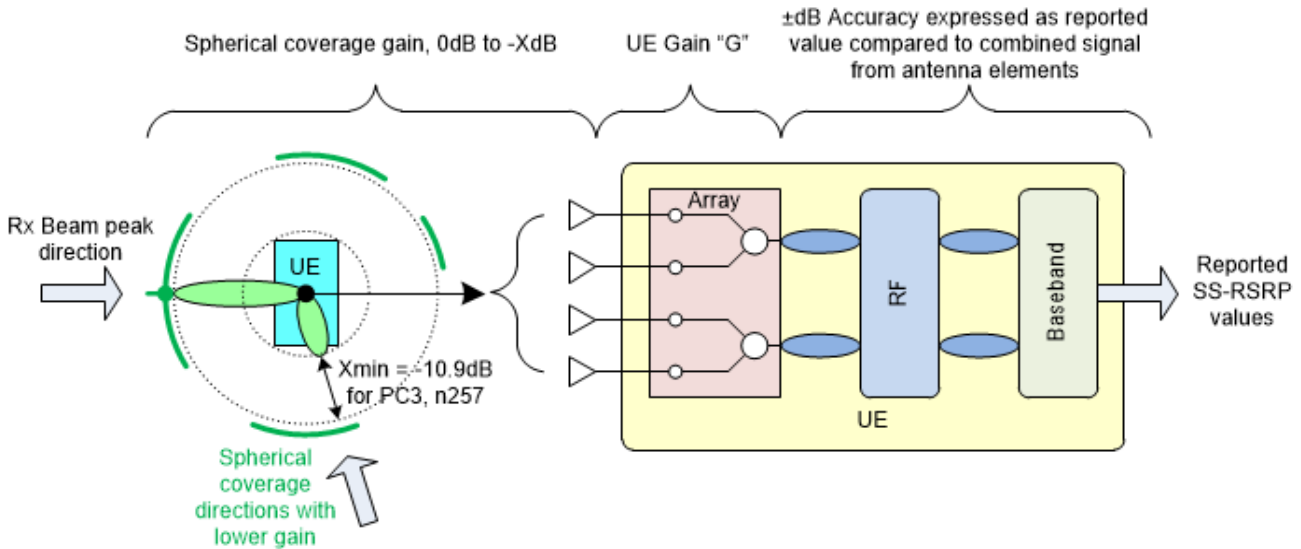 Spherical coverage gain, 0dB to -XdB
UE Gain “G”
±dB Accuracy expressed as reported
value compared to combined signal
from antenna elements
Rx Beam peak
direction
UE
Xmin = -10.9dB
for PC3, n257
Spherical
coverage
directions with
lower gain
Array
RF
Baseband
UE
Reported
SS-RSRP
values